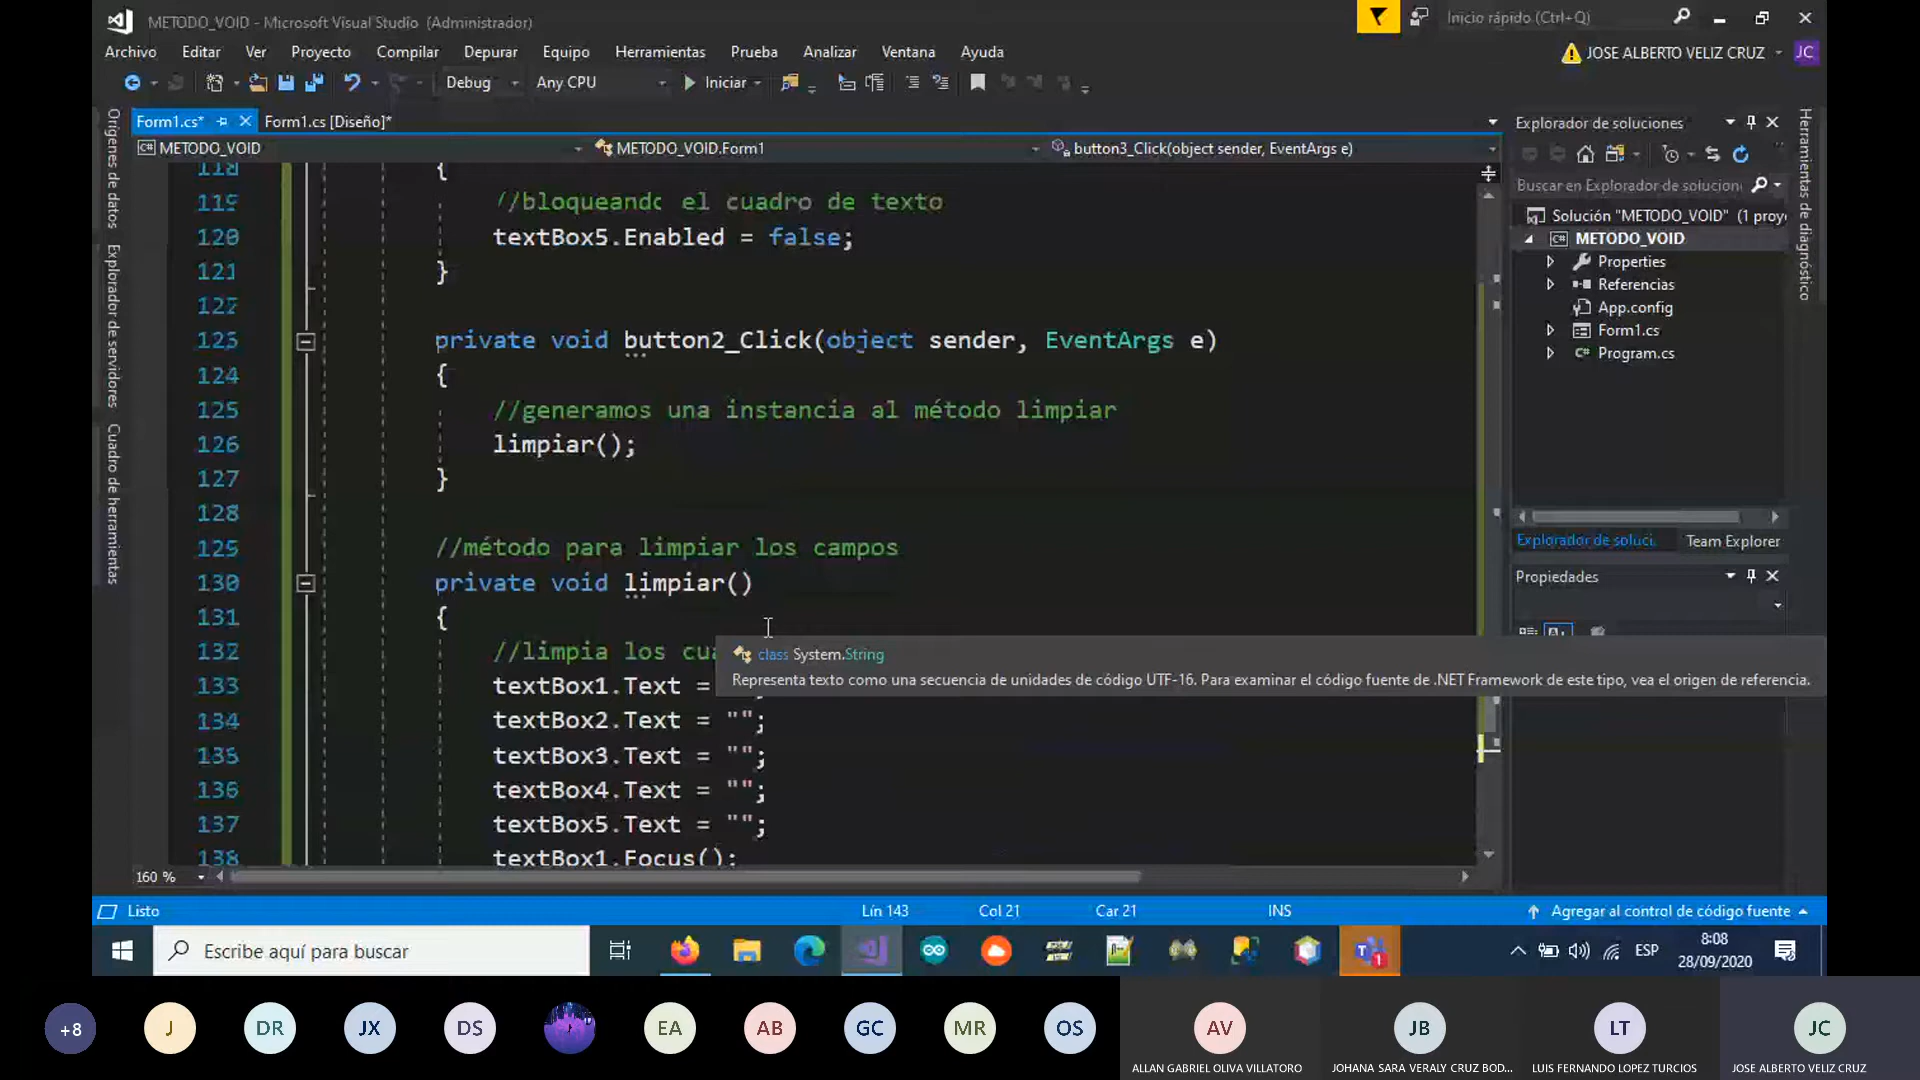 METODO_VOID - Microsoft Visual Studio (Administrador)
Inicio rápido (Ctrl+Q)
Archivo Editar Ver Proyecto Compilar Depurar Equipo Herramientas Prueba Analizar Ventana Ayuda
JOSE ALBERTO VELIZ CRUZ JC
Debug Any CPU Iniciar
Orígenes de datos
Explorador de servidores
Cuadro de herramientas
Form1.cs* Form1.cs [Diseño]*
METODO_VOID METODO_VOID.Form1 button3_Click(object sender, EventArgs e)
118 {
119 //bloqueando el cuadro de texto
120 textBox5.Enabled = false;
121 }
122
123 private void button2_Click(object sender, EventArgs e)
124 {
125 //generamos una instancia al método limpiar
126 limpiar();
127 }
128
129 //método para limpiar los campos
130 private void limpiar()
131 {
132 //limpia los
133 textBox1.Text =
134 textBox2.Text = "";
135 textBox3.Text = "";
136 textBox4.Text = "";
137 textBox5.Text = "";
138 textBox1.Focus();
class System.String
Representa texto como una secuencia de unidades de código UTF-16. Para examinar el código fuente de .NET Framework de este tipo, vea el origen de referencia.
160 %
Explorador de soluciones
Buscar en Explorador de solucion
Solución "METODO_VOID" (1 proye
METODO_VOID
Properties
Referencias
App.config
Form1.cs
Program.cs
Explorador de soluci... Team Explorer
Propiedades
Herramientas de diagnóstico
Listo Lín 143 Col 21 Car 21 INS Agregar al control de código fuente
Escribe aquí para buscar
1
ESP
8:08
28/09/2020
+8 J DR JX DS EA AB GC MR OS AV JB LT JC
ALLAN GABRIEL OLIVA VILLATORO JOHANA SARA VERALY CRUZ BOD... LUIS FERNANDO LOPEZ TURCIOS JOSE ALBERTO VELIZ CRUZ